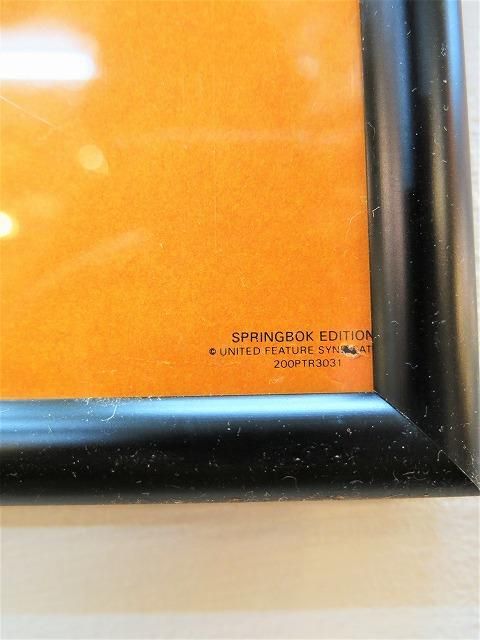 SPRINGBOK EDITION
© UNITED FEATURE
200PTR3031